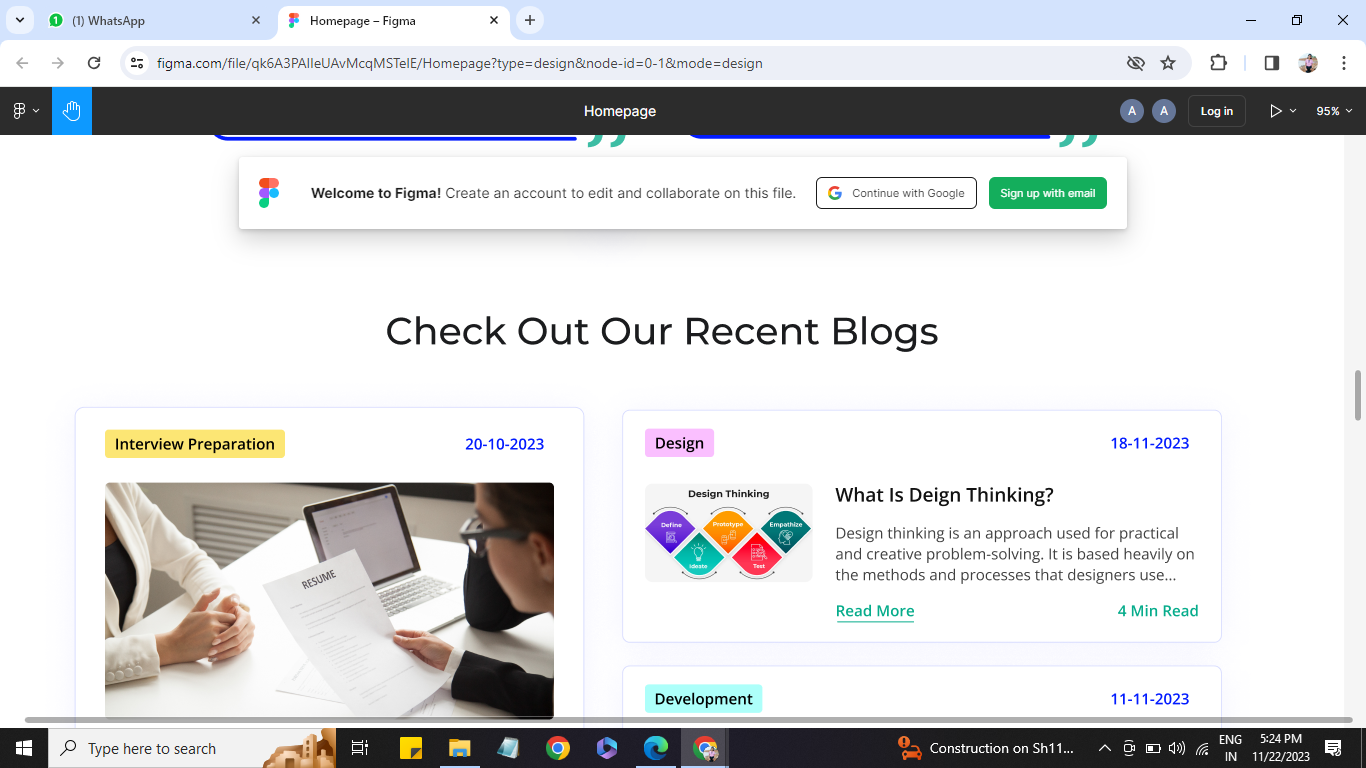 (1) WhatsApp
Homepage – Figma
figma.com/file/qk6A3PAlleUAvMcqMSTelE/Homepage?type=design&node-id=0-1&mode=design
Homepage
A
A
Log in
95%
Welcome to Figma! Create an account to edit and collaborate on this file.
Continue with Google
Sign up with email
Check Out Our Recent Blogs
Interview Preparation
20-10-2023
RESUME
Design
18-11-2023
Design Thinking
Define
Prototype
Empathize
Ideate
Test
What Is Deign Thinking?
Design thinking is an approach used for practical
and creative problem-solving. It is based heavily on
the methods and processes that designers use...
Read More
4 Min Read
Development
11-11-2023
Type here to search
Construction on Sh11...
ENG
IN
5:24 PM
11/22/2023